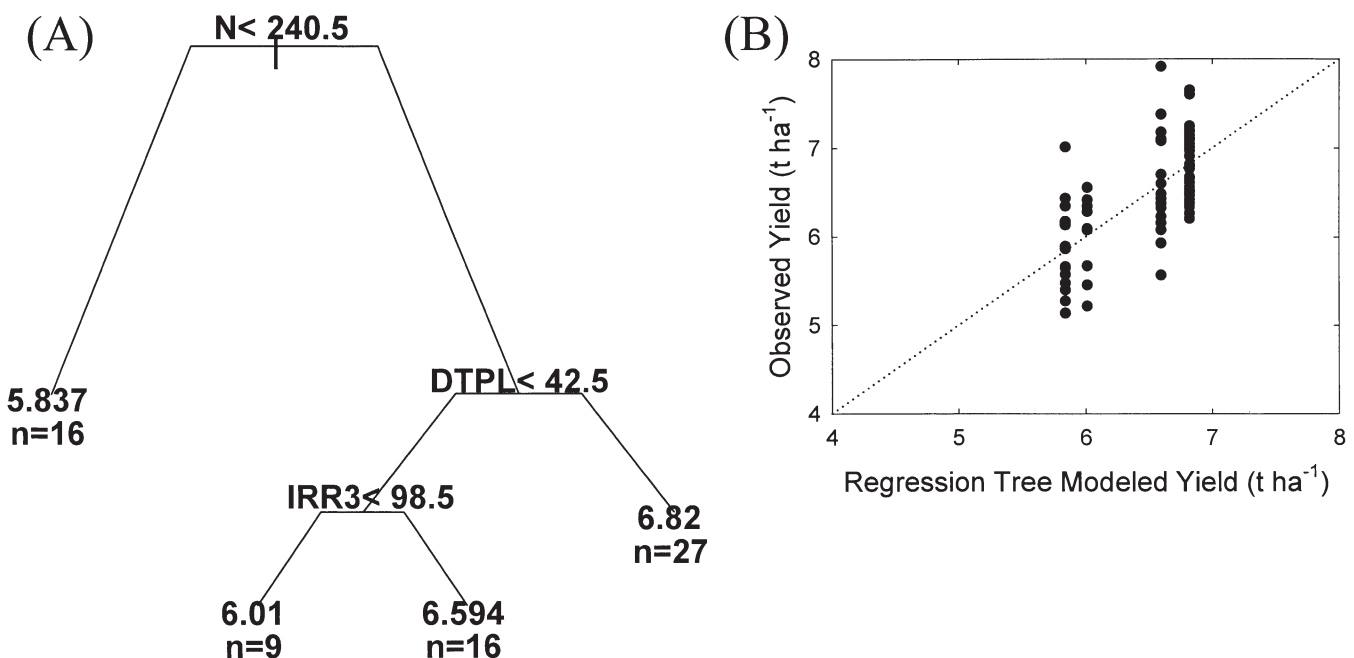 (A)
N< 240.5
5.837
n=16
DTPL< 42.5
IRR3< 98.5
6.82
n=27
6.01
n=9
6.594
n=16
(B)
8
7
6
5
4
4 5 6 7 8
Observed Yield (t ha⁻¹)
Regression Tree Modeled Yield (t ha⁻¹)